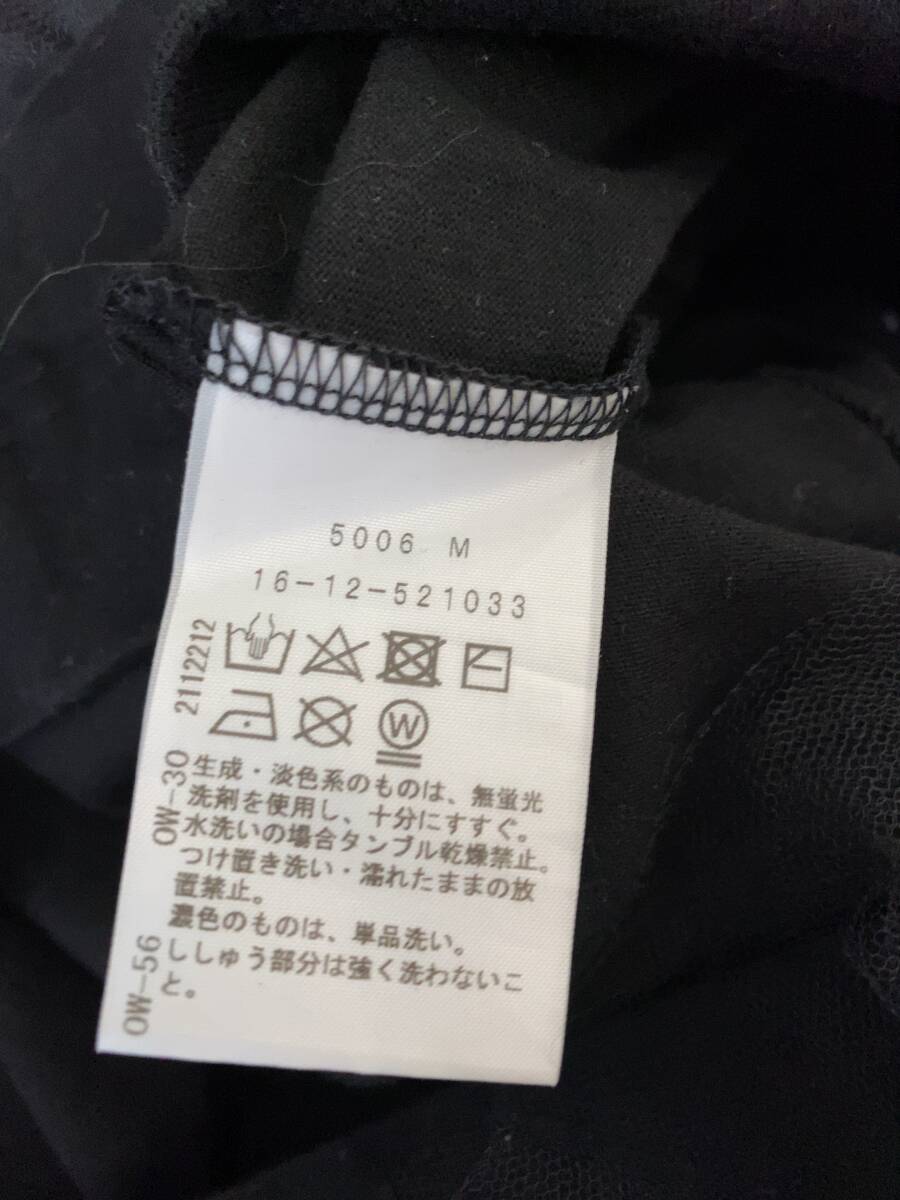 5006 M
16-12-521033
2112212
W
OW-30
生成・淡色系のものは、無蛍光
洗剤を使用し、十分にすすぐ。
水洗いの場合タンブル乾燥禁止。
つけ置き洗い・濡れたままの放
置禁止。
濃色のものは、単品洗い。
OW-56
ししゅう部分は強く洗わないこ
と。